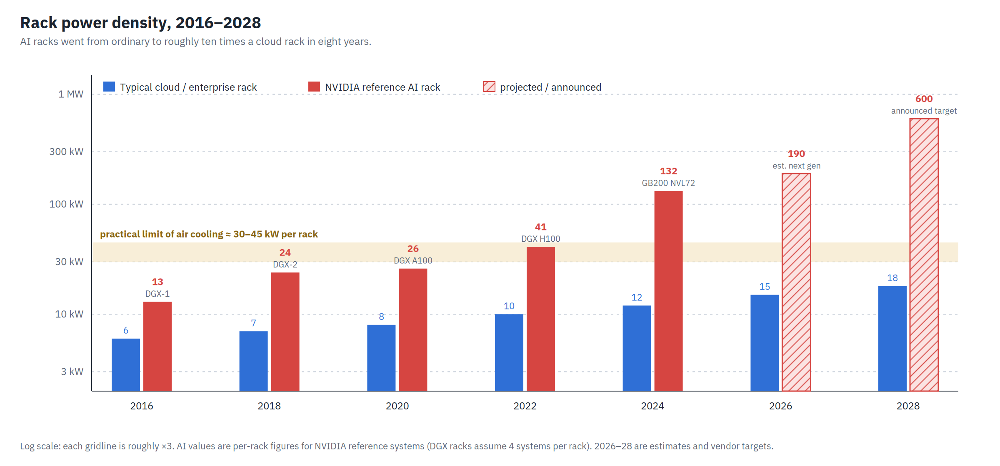 Rack power density, 2016–2028
AI racks went from ordinary to roughly ten times a cloud rack in eight years.
Typical cloud / enterprise rack
NVIDIA reference AI rack
projected / announced
1 MW
300 kW
100 kW
30 kW
10 kW
3 kW
practical limit of air cooling ≈ 30–45 kW per rack
6
13
DGX-1
7
24
DGX-2
8
26
DGX A100
10
41
DGX H100
12
132
GB200 NVL72
15
190
est. next gen
18
600
announced target
2016
2018
2020
2022
2024
2026
2028
Log scale: each gridline is roughly ×3. AI values are per-rack figures for NVIDIA reference systems (DGX racks assume 4 systems per rack). 2026–28 are estimates and vendor targets.